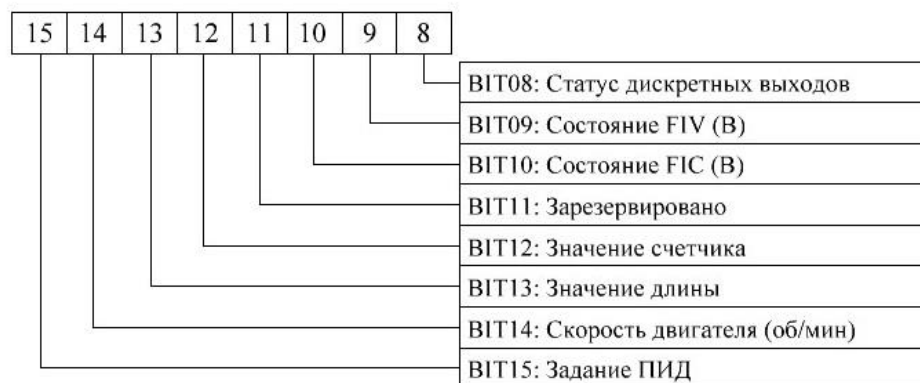 15 14 13 12 11 10 9 8
BIT08: Статус дискретных выходов
BIT09: Состояние FIV (В)
BIT10: Состояние FIC (В)
BIT11: Зарезервировано
BIT12: Значение счетчика
BIT13: Значение длины
BIT14: Скорость двигателя (об/мин)
BIT15: Задание ПИД